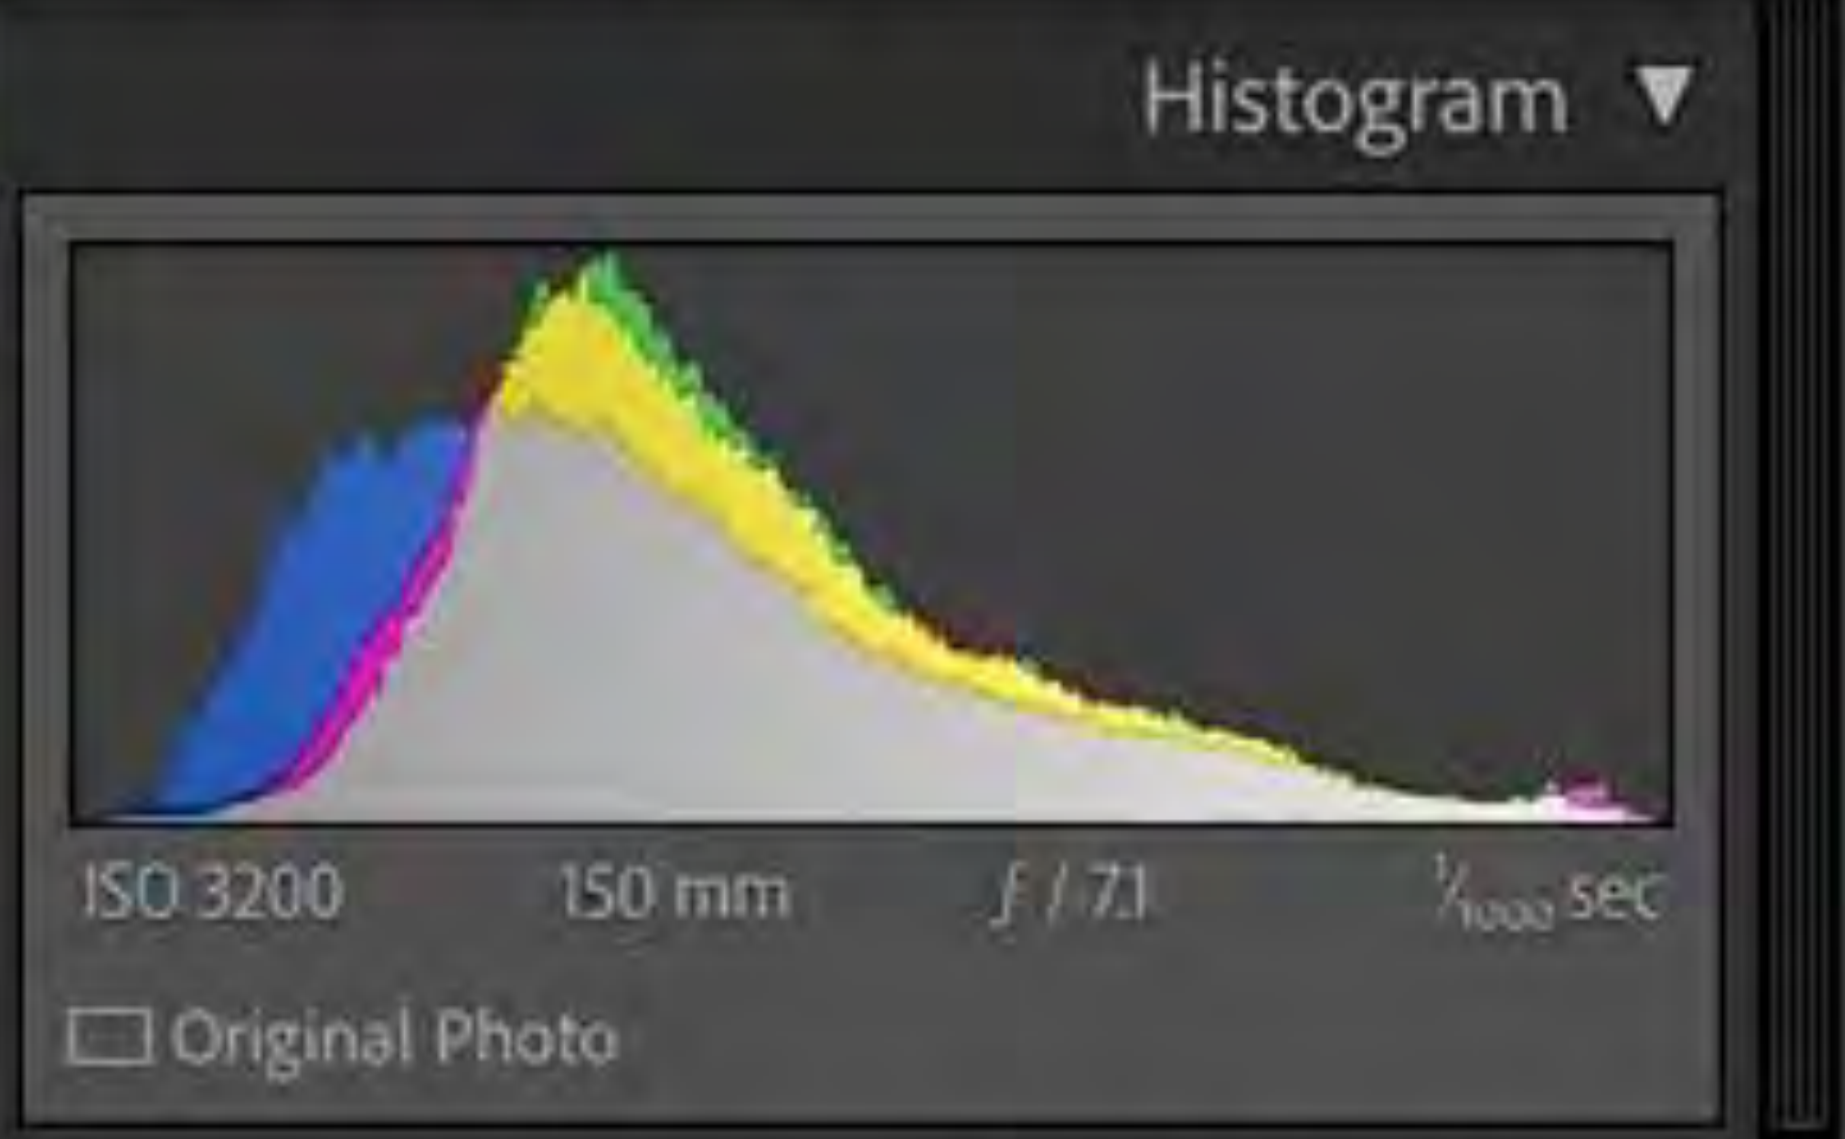 Histogram ▼
ISO 3200 150 mm ƒ / 7.1 1/1000 sec
Original Photo